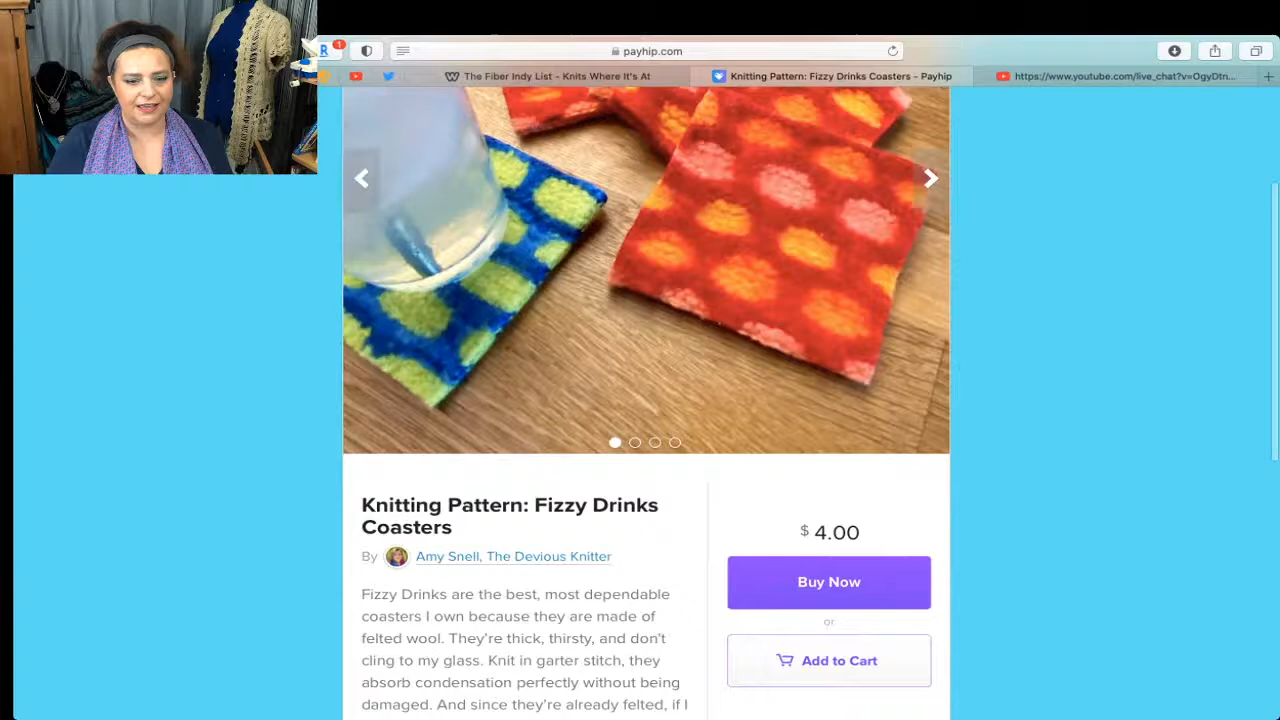 R
1
payhip.com
The Fiber Indy List - Knits Where It's At
Knitting Pattern: Fizzy Drinks Coasters - Payhip
https://www.youtube.com/live_chat?v=OgyDtn...
Knitting Pattern: Fizzy Drinks
Coasters
By Amy Snell, The Devious Knitter
Fizzy Drinks are the best, most dependable
coasters I own because they are made of
felted wool. They're thick, thirsty, and don't
cling to my glass. Knit in garter stitch, they
absorb condensation perfectly without being
damaged. And since they're already felted, if I
$ 4.00
Buy Now
or
Add to Cart